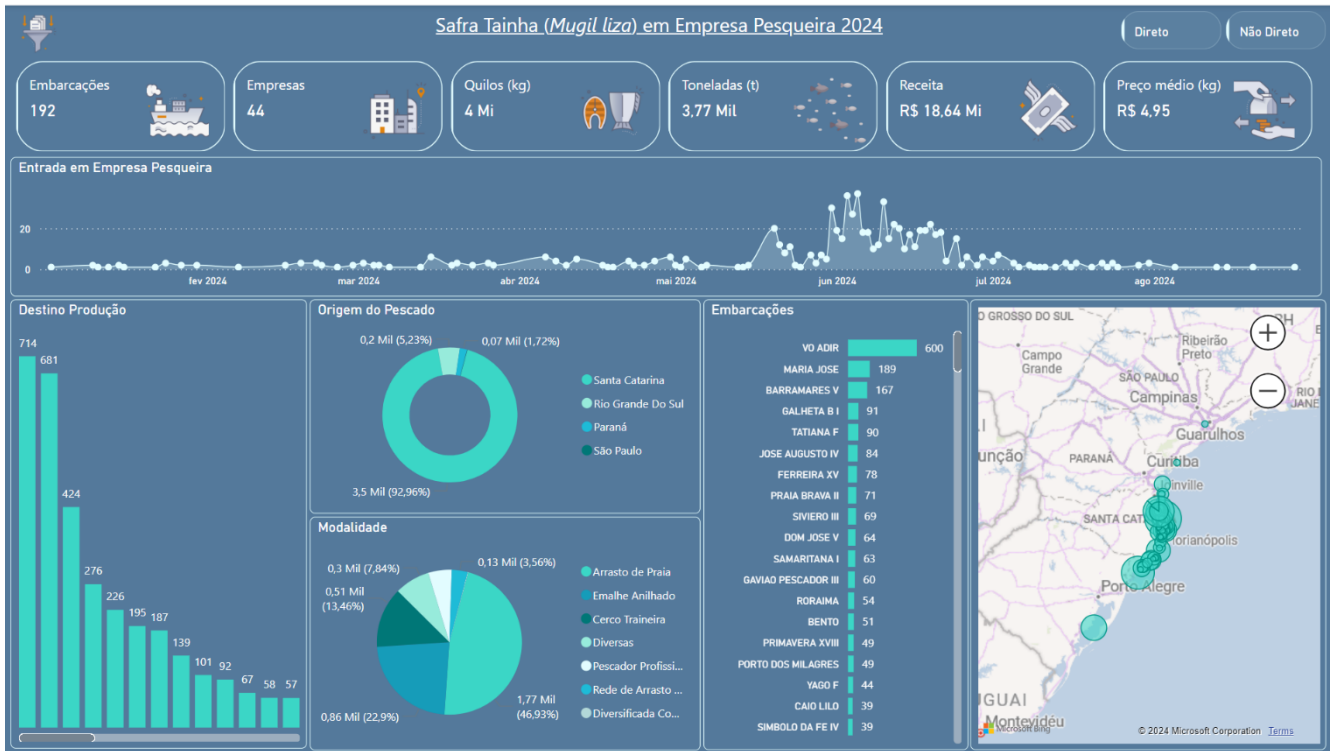 Safra Tainha (Mugil liza) em Empresa Pesqueira 2024
Direto
Não Direto
Embarcações
192
Empresas
44
Quilos (kg)
4 Mi
Toneladas (t)
3,77 Mil
Receita
R$ 18,64 Mi
Preço médio (kg)
R$ 4,95
Entrada em Empresa Pesqueira
20
0
fev 2024
mar 2024
abr 2024
mai 2024
jun 2024
jul 2024
ago 2024
Destino Produção
714
681
424
276
226
195
187
139
101
92
67
58
57
Origem do Pescado
0,2 Mil (5,23%)
0,07 Mil (1,72%)
3,5 Mil (92,96%)
Santa Catarina
Rio Grande Do Sul
Paraná
São Paulo
Modalidade
0,3 Mil (7,84%)
0,13 Mil (3,56%)
0,51 Mil
(13,46%)
0,86 Mil (22,9%)
1,77 Mil
(46,93%)
Arrasto de Praia
Emalhe Anilhado
Cerco Traineira
Diversas
Pescador Profissi...
Rede de Arrasto ...
Diversificada Co...
Embarcações
VO ADIR 600
MARIA JOSE 189
BARRAMARES V 167
GALHETA B I 91
TATIANA F 90
JOSE AUGUSTO IV 84
FERREIRA XV 78
PRAIA BRAVA II 71
SIVIERO III 69
DOM JOSE V 64
SAMARITANA I 63
GAVIAO PESCADOR III 60
RORAIMA 54
BENTO 51
PRIMAVERA XVIII 49
PORTO DOS MILAGRES 49
YAGO F 44
CAIO LILO 39
SIMBOLO DA FE IV 39
O GROSSO DO SUL
BH
Campo
Grande
Ribeirão
Preto
SÃO PAULO
Campinas
RIO
JANE
Guarulhos
unção
PARANÁ
Curitiba
Joinville
SANTA CAT
lorianópolis
Porto Alegre
UGUAI
Montevidéu
Microsoft Bing
© 2024 Microsoft Corporation Terms